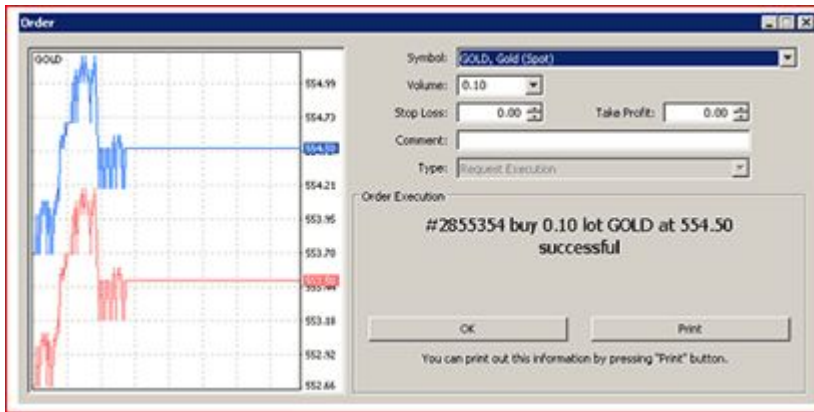 Order
GOLD
554.99
554.73
554.50
554.21
553.95
553.70
553.44
553.18
552.92
552.66
Symbol: GOLD, Gold (Spot)
Volume: 0.10
Stop Loss: 0.00 Take Profit: 0.00
Comment:
Type: Request Execution
Order Execution
#2855354 buy 0.10 lot GOLD at 554.50
successful
OK Print
You can print out this information by pressing "Print" button.